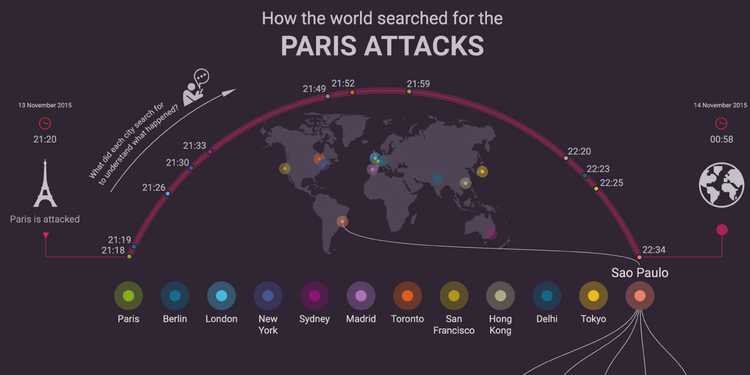 How the world searched for the
PARIS ATTACKS
13 November 2015
21:20
Paris is attacked
What did each city search for
to understand what happened?
21:18
21:19
21:26
21:30
21:33
21:49
21:52
21:59
22:20
22:23
22:25
22:34
Sao Paulo
14 November 2015
00:58
Paris
Berlin
London
New
York
Sydney
Madrid
Toronto
San
Francisco
Hong
Kong
Delhi
Tokyo